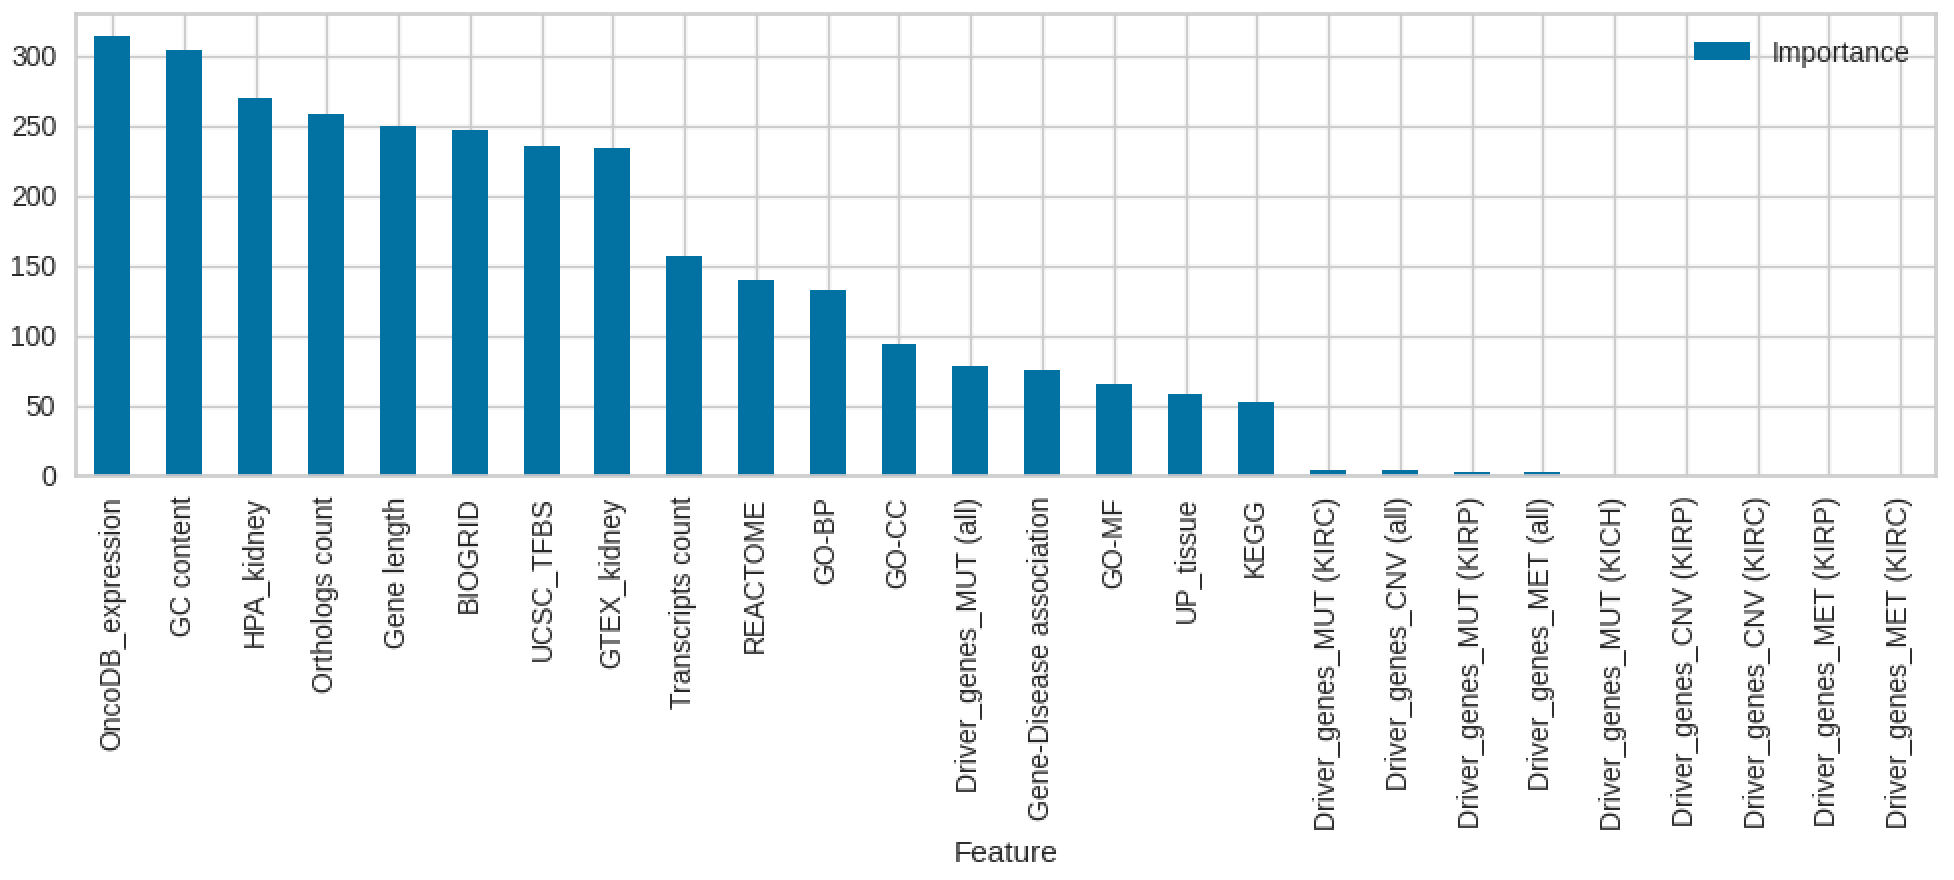 300
250
200
150
100
50
0
Importance
OncoDB_expression
GC content
HPA_kidney
Orthologs count
Gene length
BIOGRID
UCSC_TFBS
GTEX_kidney
Transcripts count
REACTOME
GO-BP
GO-CC
Driver_genes_MUT (all)
Gene-Disease association
GO-MF
UP_tissue
KEGG
Driver_genes_MUT (KIRC)
Driver_genes_CNV (all)
Driver_genes_MUT (KIRP)
Driver_genes_MET (all)
Driver_genes_MUT (KICH)
Driver_genes_CNV (KIRP)
Driver_genes_CNV (KIRC)
Driver_genes_MET (KIRP)
Driver_genes_MET (KIRC)
Feature